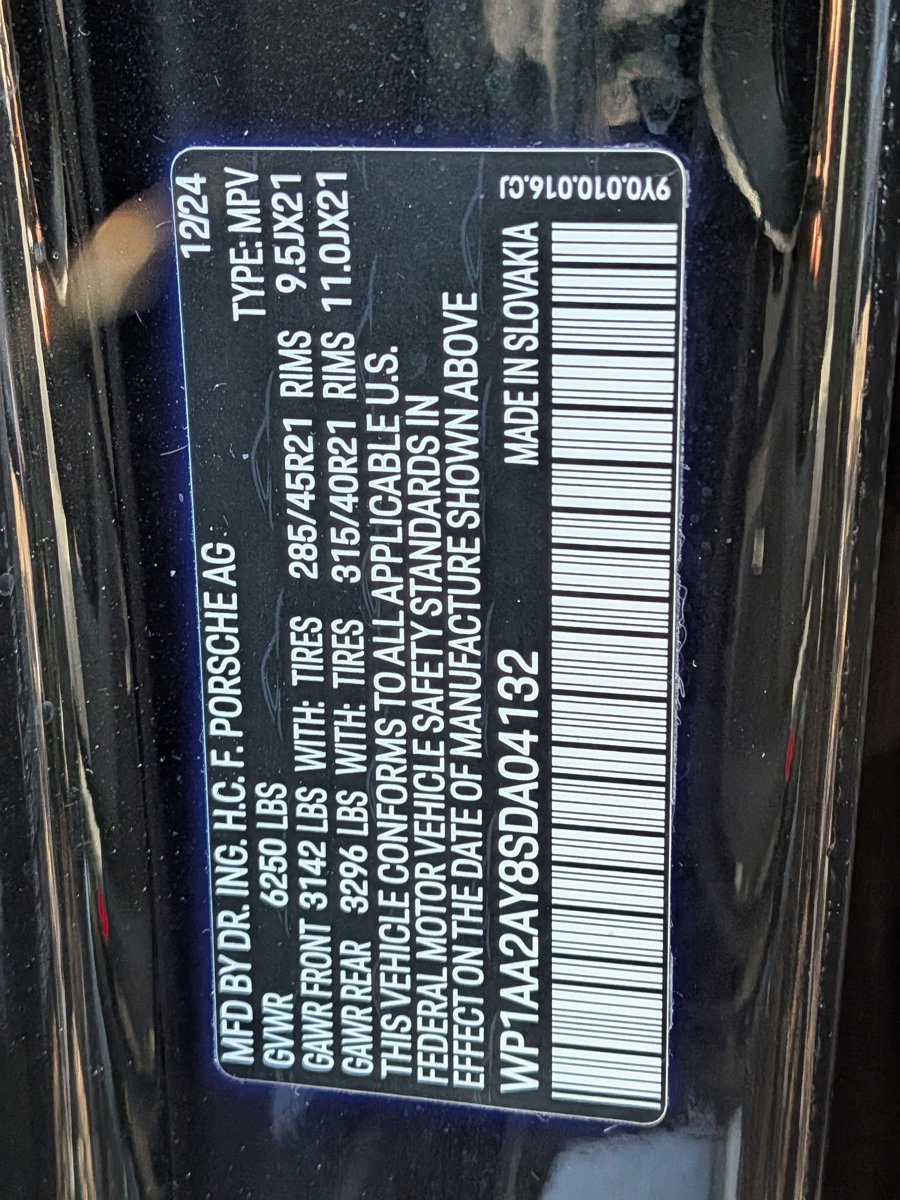 MFD BY DR. ING. H.C. F. PORSCHE AG 12/24
GVWR 6250 LBS TYPE: MPV
GAWR FRONT 3142 LBS WITH: TIRES 285/45R21 RIMS 9.5JX21
GAWR REAR 3296 LBS WITH: TIRES 315/40R21 RIMS 11.0JX21
THIS VEHICLE CONFORMS TO ALL APPLICABLE U.S.
FEDERAL MOTOR VEHICLE SAFETY STANDARDS IN
EFFECT ON THE DATE OF MANUFACTURE SHOWN ABOVE
WP1AA2AY8SDA04132 MADE IN SLOVAKIA
9Y0.010.016.CJ